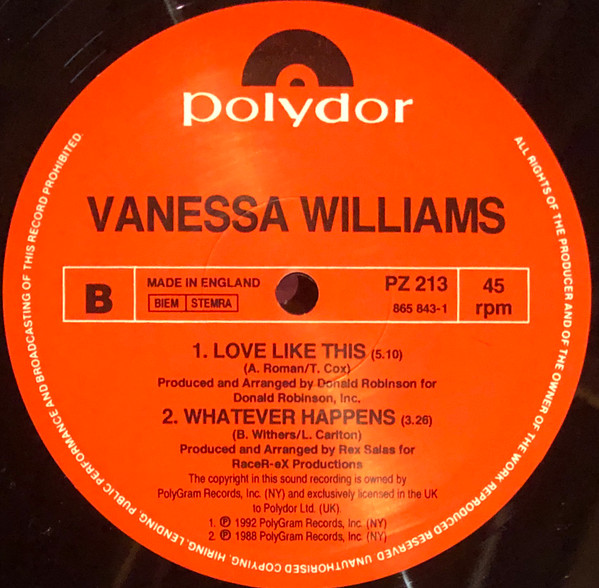 polydor
VANESSA WILLIAMS
B
MADE IN ENGLAND
BIEM STEMRA
PZ 213
865 843-1
45
rpm
1. LOVE LIKE THIS (5.10)
(A. Roman/T. Cox)
Produced and Arranged by Donald Robinson for
Donald Robinson, Inc.
2. WHATEVER HAPPENS (3.26)
(B. Withers/L. Carlton)
Produced and Arranged by Rex Salas for
RaceR-eX Productions
The copyright in this sound recording is owned by
PolyGram Records, Inc. (NY) and exclusively licensed in the UK
to Polydor Ltd. (UK)
1. ℗ 1992 PolyGram Records, Inc. (NY)
2. ℗ 1988 PolyGram Records, Inc. (NY)
ALL RIGHTS OF THE PRODUCER AND OF THE OWNER OF THE WORK REPRODUCED RESERVED. UNAUTHORISED COPYING, HIRING, LENDING, PUBLIC PERFORMANCE AND BROADCASTING OF THIS RECORD PROHIBITED.